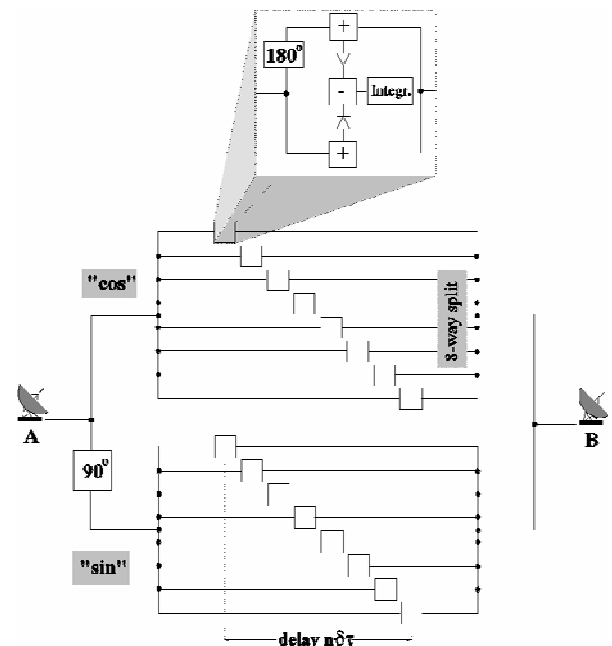 +
180°
-
Integr.
+
"cos"
8-way split
A
B
90°
"sin"
delay nδτ